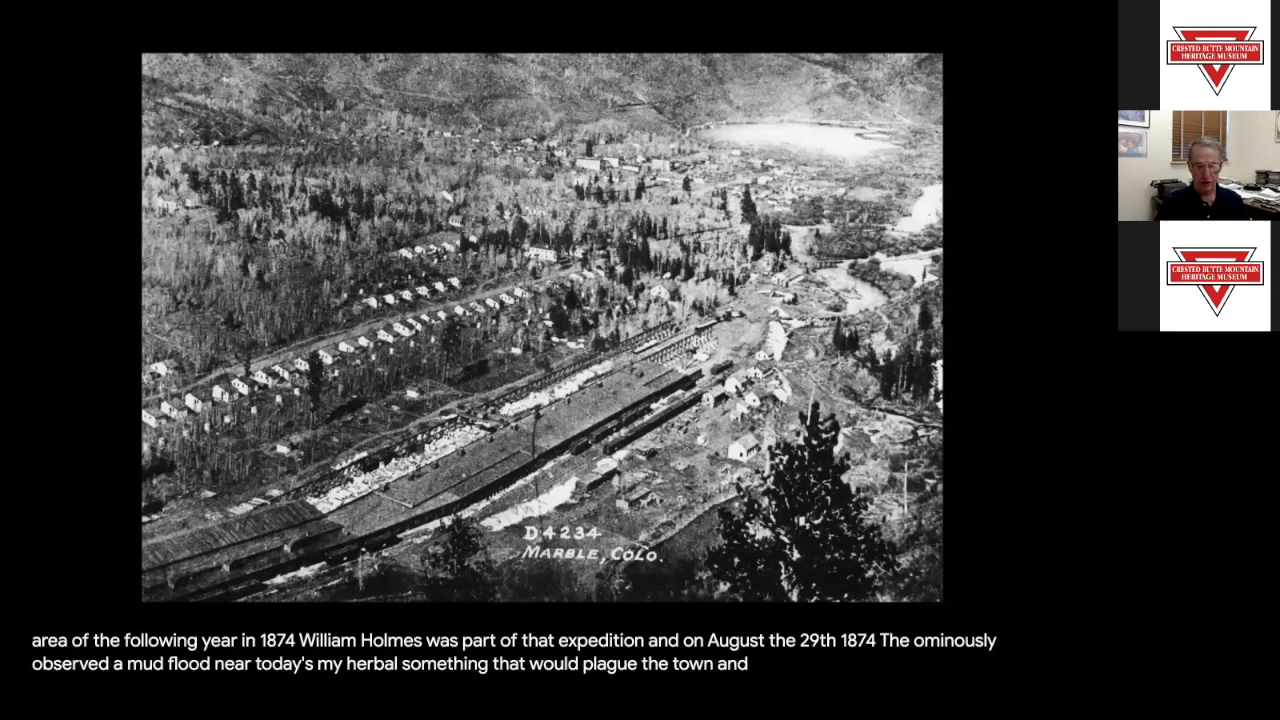 CRESTED BUTTE MOUNTAIN
HERITAGE MUSEUM
CRESTED BUTTE MOUNTAIN
HERITAGE MUSEUM
D4234
MARBLE, COLO.
area of the following year in 1874 William Holmes was part of that expedition and on August the 29th 1874 The ominously
observed a mud flood near today's my herbal something that would plague the town and